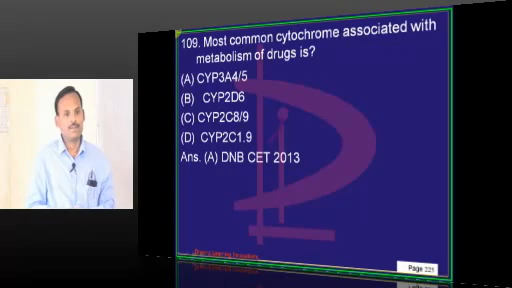 109. Most common cytochrome associated with
metabolism of drugs is?
(A) CYP3A4/5
(B) CYP2D6
(C) CYP2C8/9
(D) CYP2C1.9
Ans. (A) DNB CET 2013
Page 221